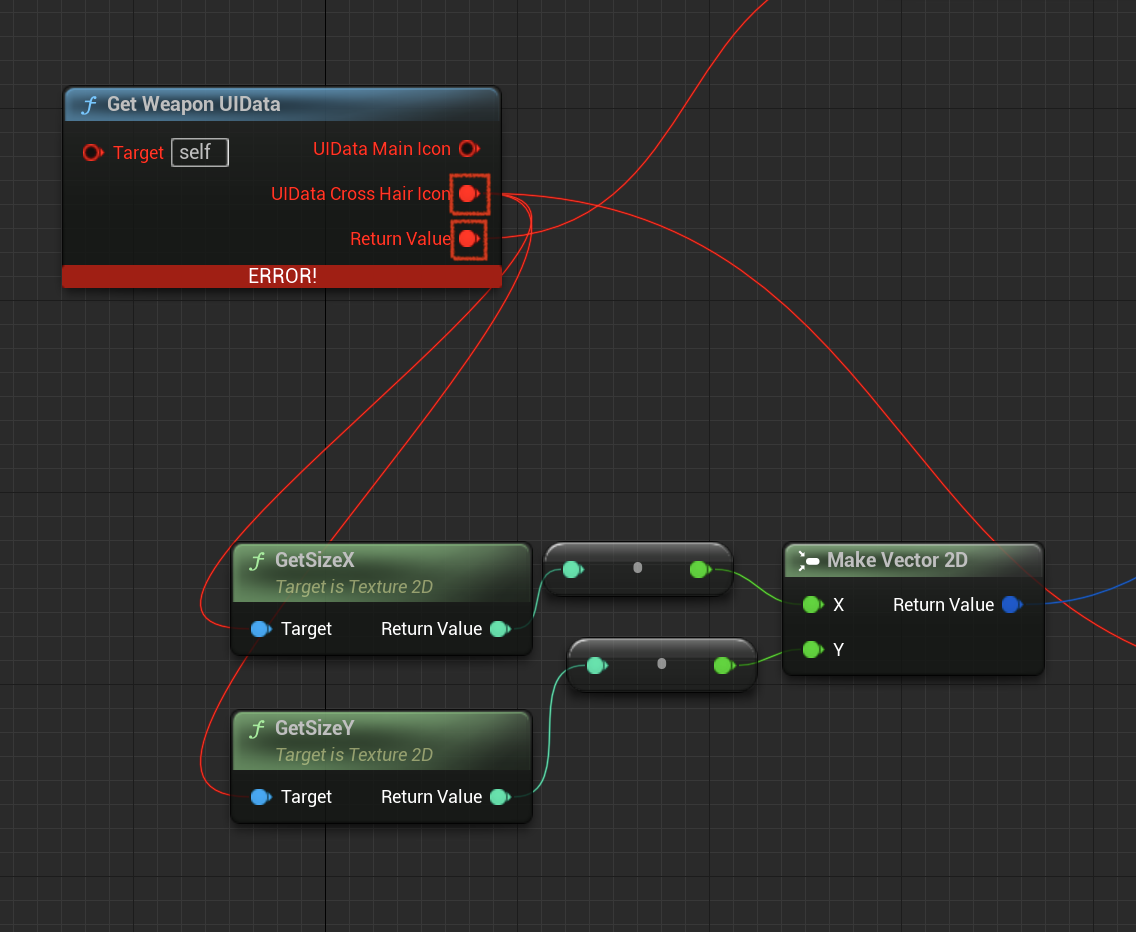 f Get Weapon UIData
Target self
UIData Main Icon
UIData Cross Hair Icon
Return Value
ERROR!
f GetSizeX
Target is Texture 2D
Target Return Value
Make Vector 2D
X Return Value
Y
f GetSizeY
Target is Texture 2D
Target Return Value